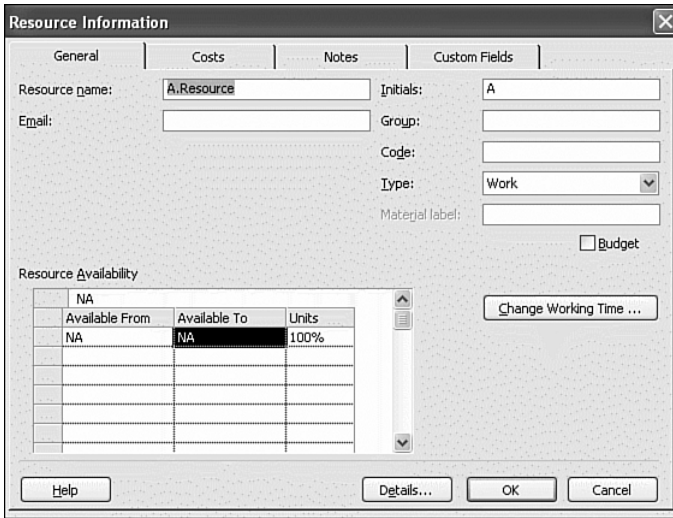 Resource Information
General Costs Notes Custom Fields
Resource name: A.Resource Initials: A
Email: Group:
Code:
Type: Work
Material label:
Budget
Resource Availability
NA
Change Working Time ...
Available From Available To Units
NA NA 100%
Help Details... OK Cancel